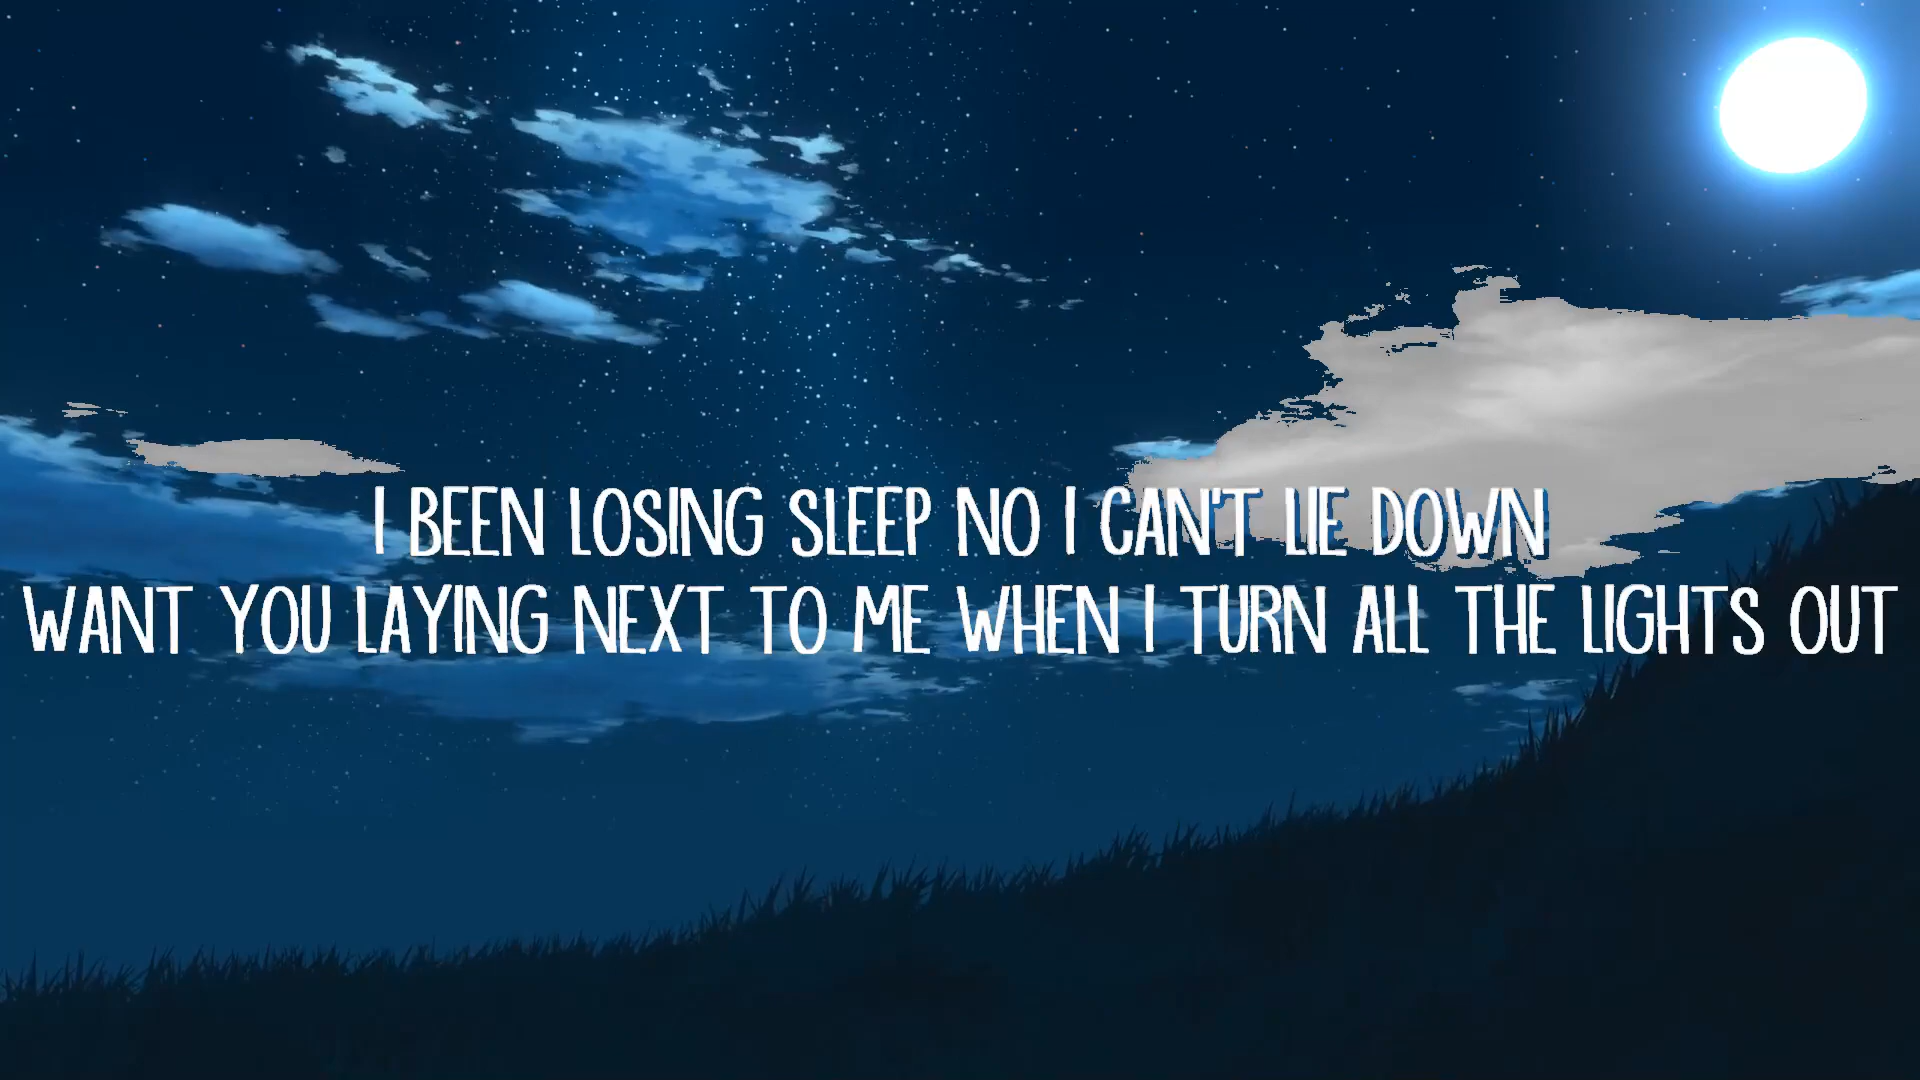 I BEEN LOSING SLEEP NO I CAN'T LIE DOWN
WANT YOU LAYING NEXT TO ME WHEN I TURN ALL THE LIGHTS OUT